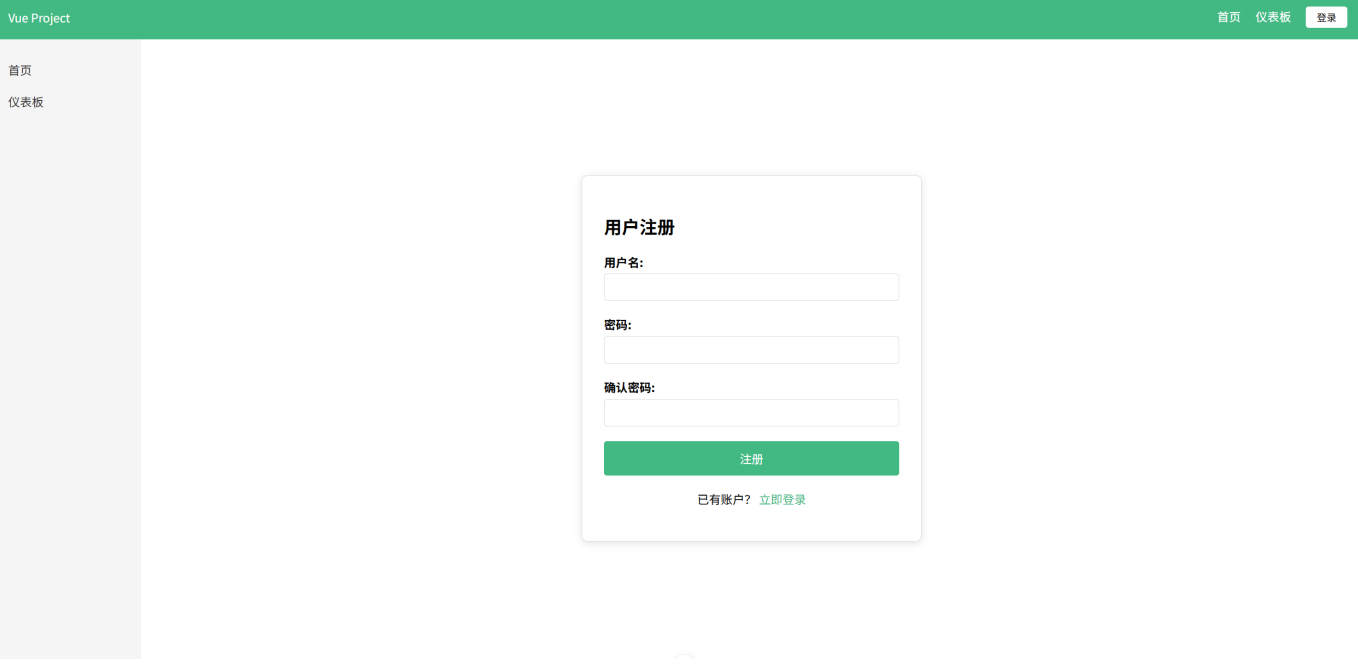 Vue Project
首页 仪表板 登录
首页
仪表板
用户注册
用户名:
密码:
确认密码:
注册
已有账户? 立即登录